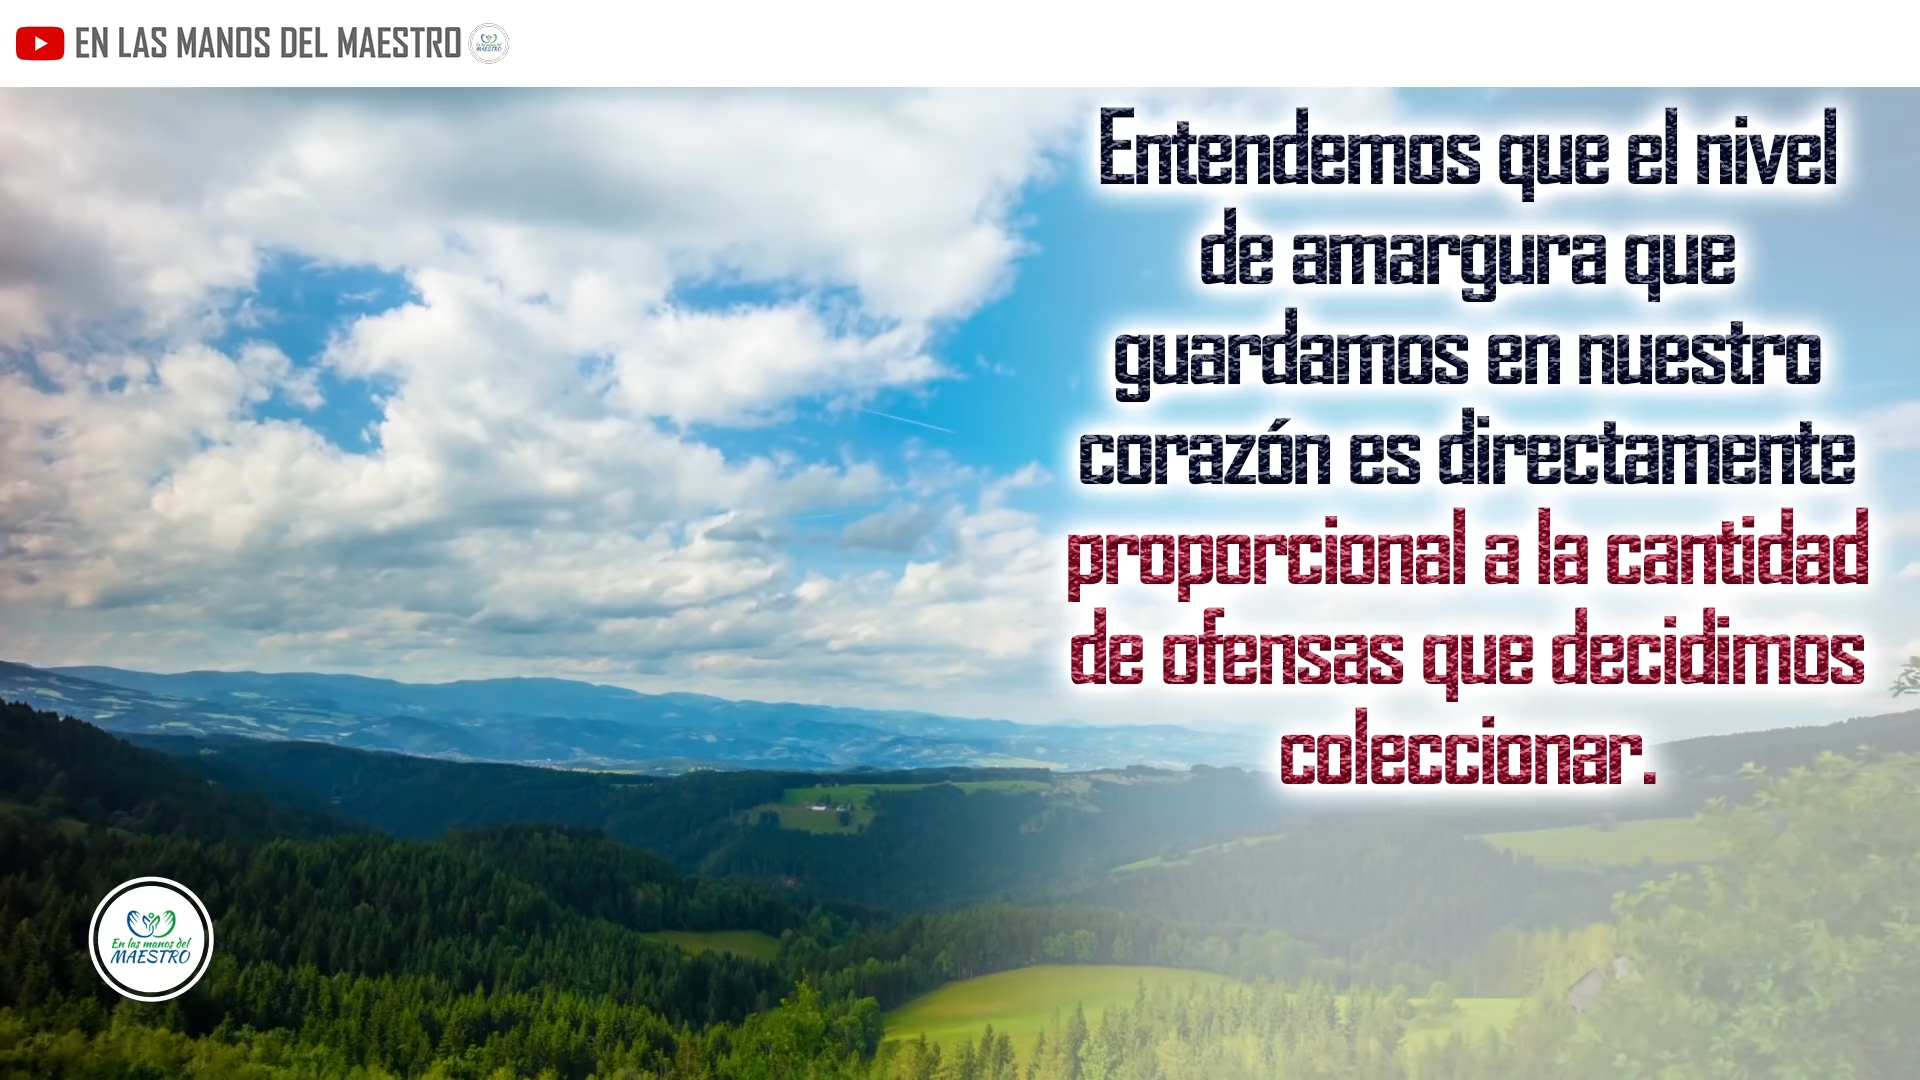 EN LAS MANOS DEL MAESTRO
Entendemos que el nivel
de amargura que
guardamos en nuestro
corazón es directamente
proporcional a la cantidad
de ofensas que decidimos
coleccionar.
En las manos del
MAESTRO